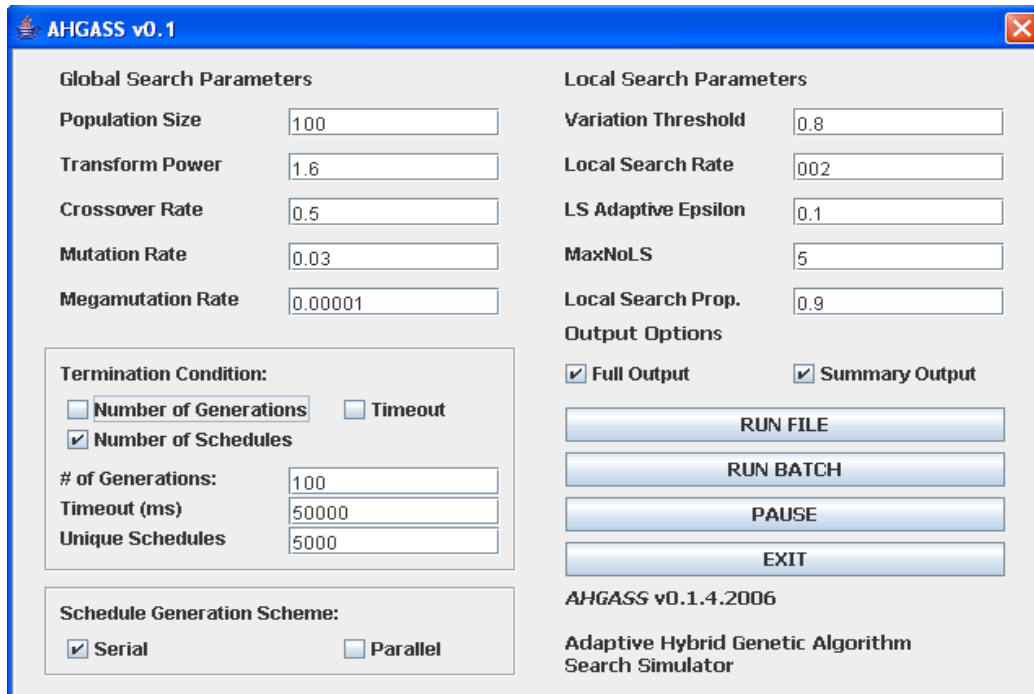 AHGASS v0.1
Global Search Parameters
Population Size 100
Transform Power 1.6
Crossover Rate 0.5
Mutation Rate 0.03
Megamutation Rate 0.00001
Termination Condition:
Number of Generations Timeout
Number of Schedules
# of Generations: 100
Timeout (ms) 50000
Unique Schedules 5000
Schedule Generation Scheme:
Serial Parallel
Local Search Parameters
Variation Threshold 0.8
Local Search Rate 002
LS Adaptive Epsilon 0.1
MaxNoLS 5
Local Search Prop. 0.9
Output Options
Full Output Summary Output
RUN FILE
RUN BATCH
PAUSE
EXIT
AHGASS v0.1.4.2006
Adaptive Hybrid Genetic Algorithm
Search Simulator